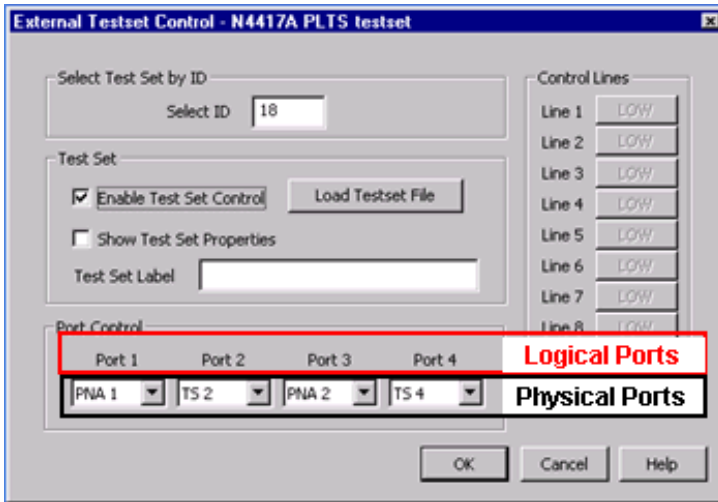 External Testset Control - N4417A PLTS testset
Select Test Set by ID
Select ID 18
Test Set
Enable Test Set Control
Load Testset File
Show Test Set Properties
Test Set Label
Control Lines
Line 1 LOW
Line 2 LOW
Line 3 LOW
Line 4 LOW
Line 5 LOW
Line 6 LOW
Line 7 LOW
Line 8 LOW
Port Control
Port 1 Port 2 Port 3 Port 4 Logical Ports
PNA 1 TS 2 PNA 2 TS 4 Physical Ports
OK Cancel Help